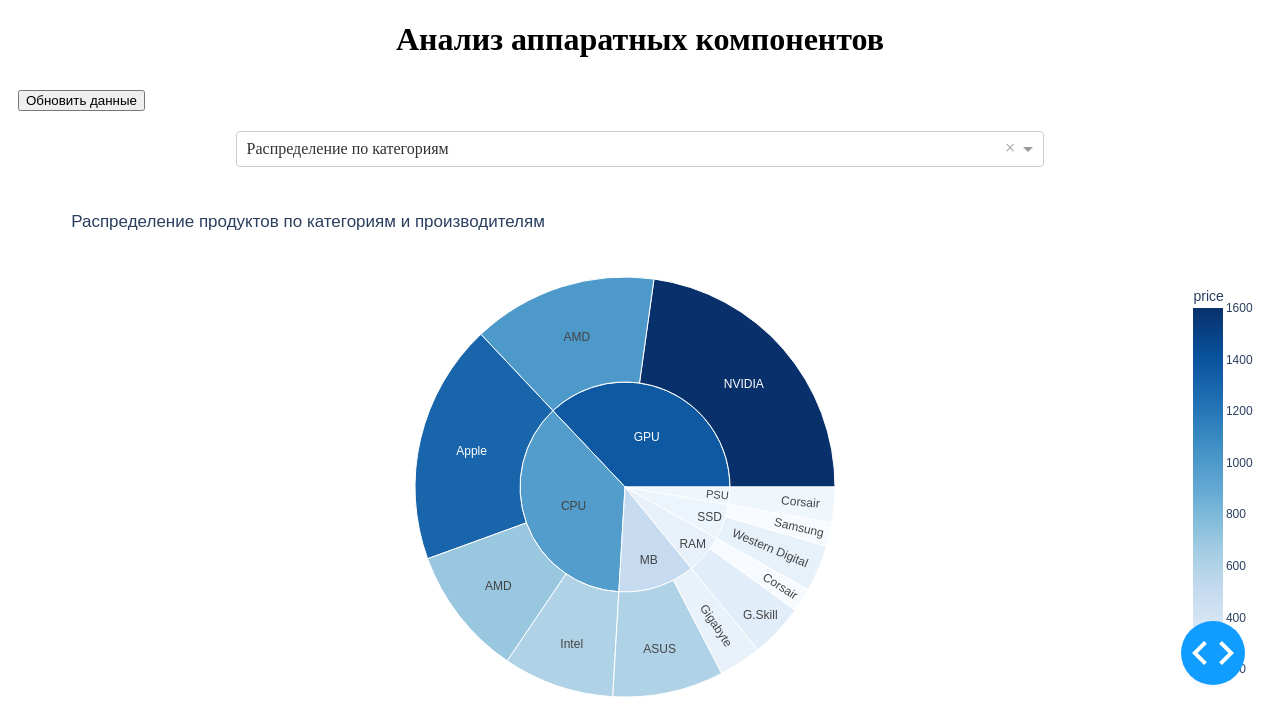 Анализ аппаратных компонентов
Обновить данные
Распределение по категориям
×
Распределение продуктов по категориям и производителям
price
1600
1400
1200
1000
800
600
400
AMD
NVIDIA
Apple
GPU
CPU
PSU
Corsair
SSD
Samsung
Western Digital
RAM
MB
Corsair
G.Skill
Gigabyte
AMD
Intel
ASUS